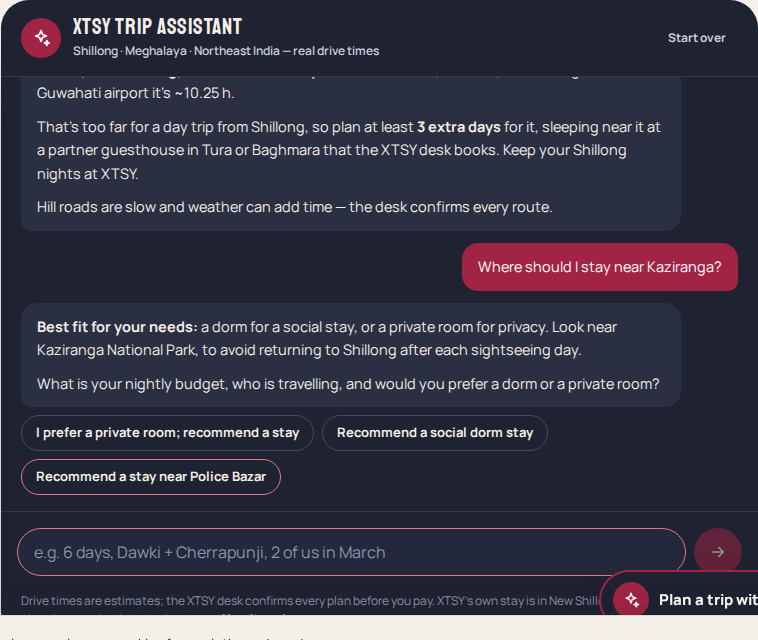 XTSY TRIP ASSISTANT
Shillong · Meghalaya · Northeast India — real drive times
Start over
Guwahati airport it's ~10.25 h.
That's too far for a day trip from Shillong, so plan at least 3 extra days for it, sleeping near it at
a partner guesthouse in Tura or Baghmara that the XTSY desk books. Keep your Shillong
nights at XTSY.
Hill roads are slow and weather can add time — the desk confirms every route.
Where should I stay near Kaziranga?
Best fit for your needs: a dorm for a social stay, or a private room for privacy. Look near
Kaziranga National Park, to avoid returning to Shillong after each sightseeing day.
What is your nightly budget, who is travelling, and would you prefer a dorm or a private room?
I prefer a private room; recommend a stay
Recommend a social dorm stay
Recommend a stay near Police Bazar
e.g. 6 days, Dawki + Cherrapunji, 2 of us in March
Drive times are estimates; the XTSY desk confirms every plan before you pay. XTSY's own stay is in New
Plan a trip